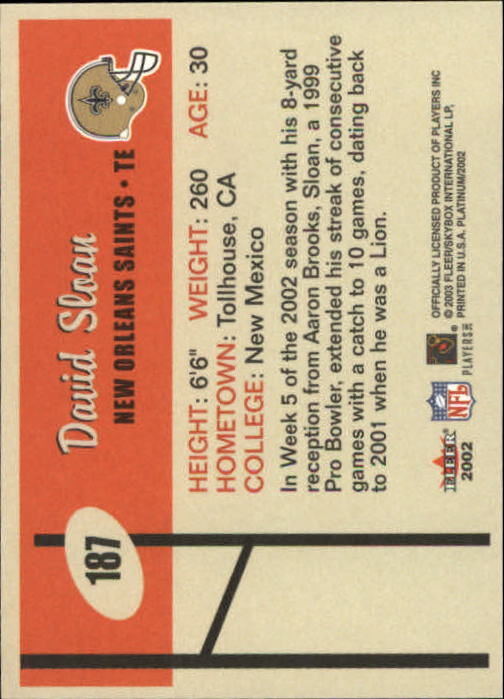 187
David Sloan
NEW ORLEANS SAINTS • TE
HEIGHT: 6'6" WEIGHT: 260 AGE: 30
HOMETOWN: Tollhouse, CA
COLLEGE: New Mexico
In Week 5 of the 2002 season with his 8-yard
reception from Aaron Brooks, Sloan, a 1999
Pro Bowler, extended his streak of consecutive
games with a catch to 10 games, dating back
to 2001 when he was a Lion.
FLEER
2002
NFL
PLAYERS INC
OFFICIALLY LICENSED PRODUCT OF PLAYERS INC
© 2003 FLEER/SKYBOX INTERNATIONAL LP.
PRINTED IN U.S.A. PLATINUM/2002